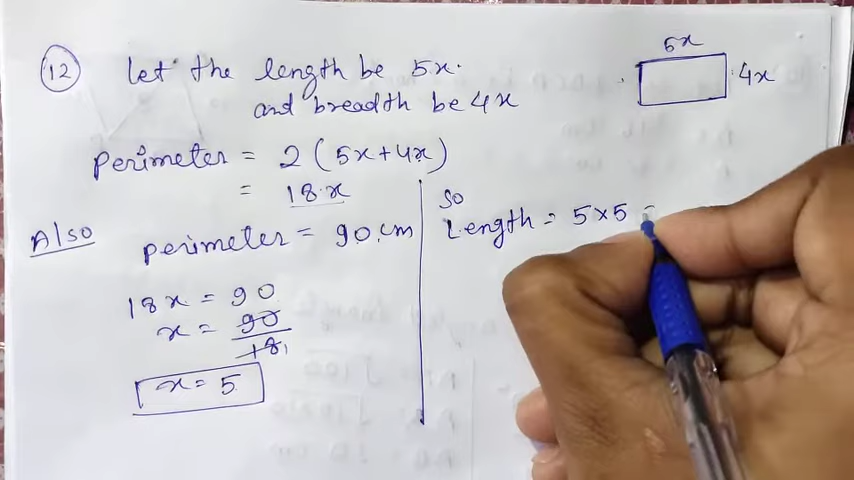 12 Let the length be 5x.
and breadth be 4x
5x
4x
perimeter = 2 (5x+4x)
= 18x
Also
perimeter = 90 cm
18x = 90
x = 90/18
x = 5
So
Length = 5×5 =